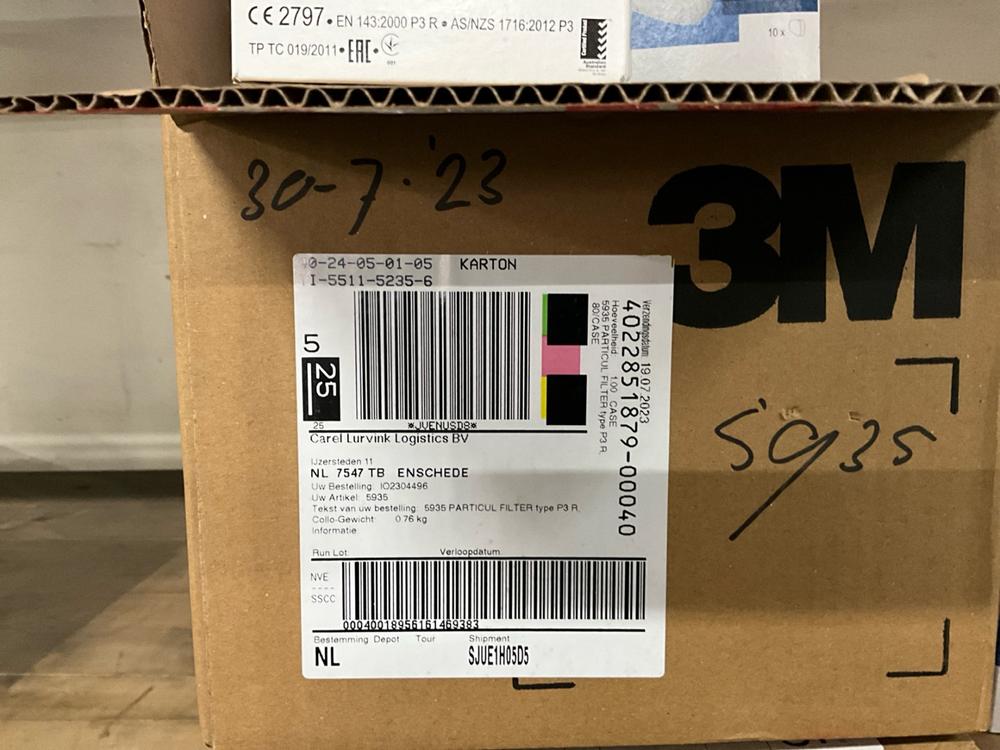 CE 2797 • EN 143:2000 P3 R • AS/NZS 1716:2012 P3
TP TC 019/2011 • EAC •
10 x
30-7-'23
3M
0-24-05-01-05 KARTON
I-5511-5235-6
5
25
25
*JVENUSD8*
Verzendingsdatum 19.07.2023
4022851879-00040
Hoeveelheid 1.00 CASE
5935 PARTICUL FILTER type P3 R,
80/CASE
Carel Lurvink Logistics BV
IJzersteden 11
NL 7547 TB ENSCHEDE
Uw Bestelling: IO2304496
Uw Artikel: 5935
Tekst van uw bestelling: 5935 PARTICUL FILTER type P3 R,
Collo-Gewicht: 0.76 kg
Informatie:
Run Lot: Verloopdatum:
NVE
----
SSCC
00040018956161469383
Bestemming Depot Tour Shipment
NL SJUE1H05D5
5935